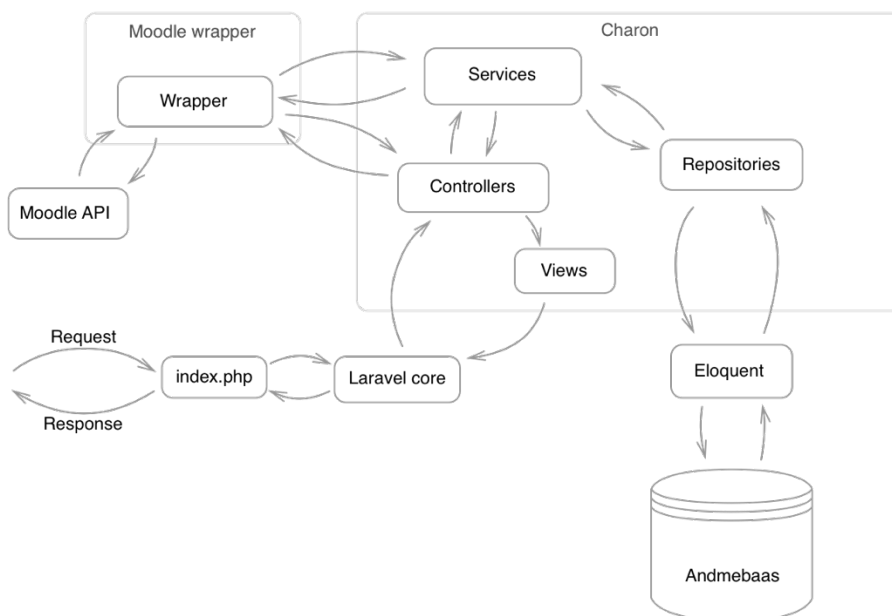 Moodle wrapper
Charon
Services
Wrapper
Repositories
Controllers
Moodle API
Views
Request
index.php
Laravel core
Eloquent
Response
Andmebaas